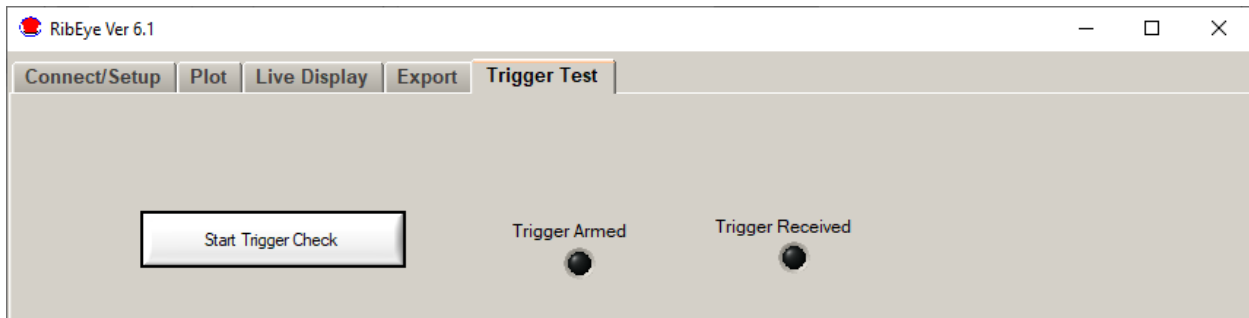 RibEye Ver 6.1
Connect/Setup Plot Live Display Export Trigger Test
Start Trigger Check
Trigger Armed
Trigger Received